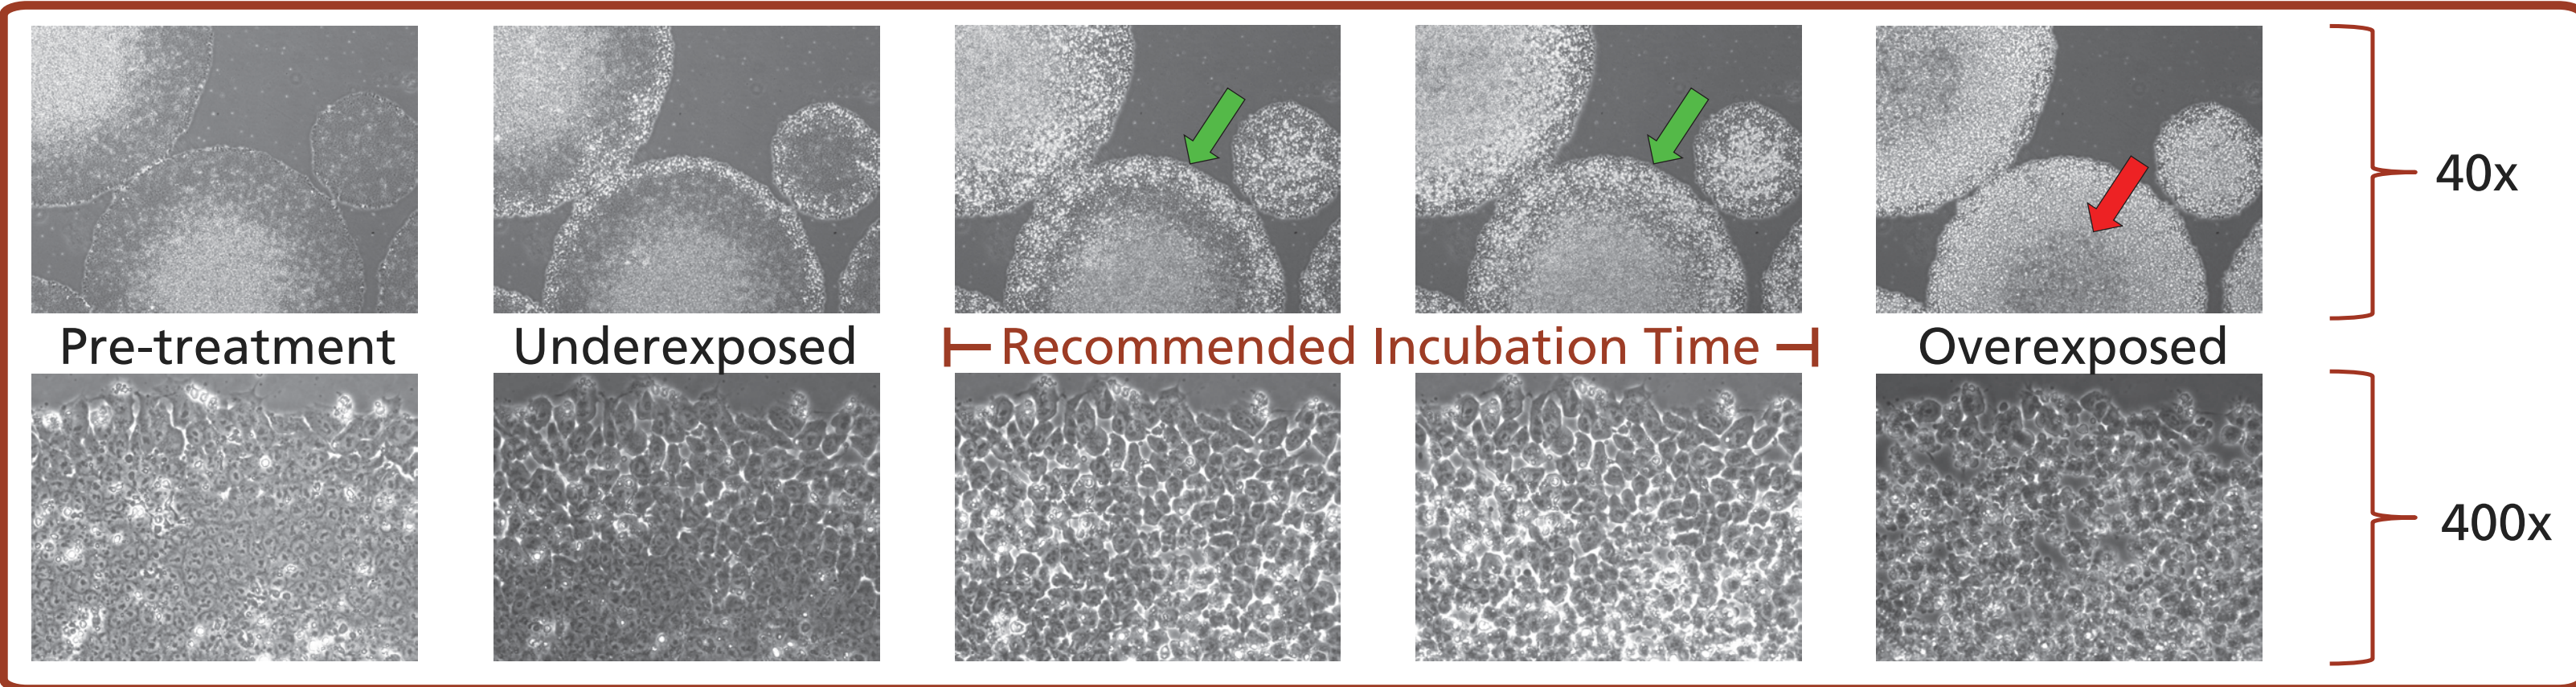 40x
Pre-treatment Underexposed Recommended Incubation Time Overexposed
400x